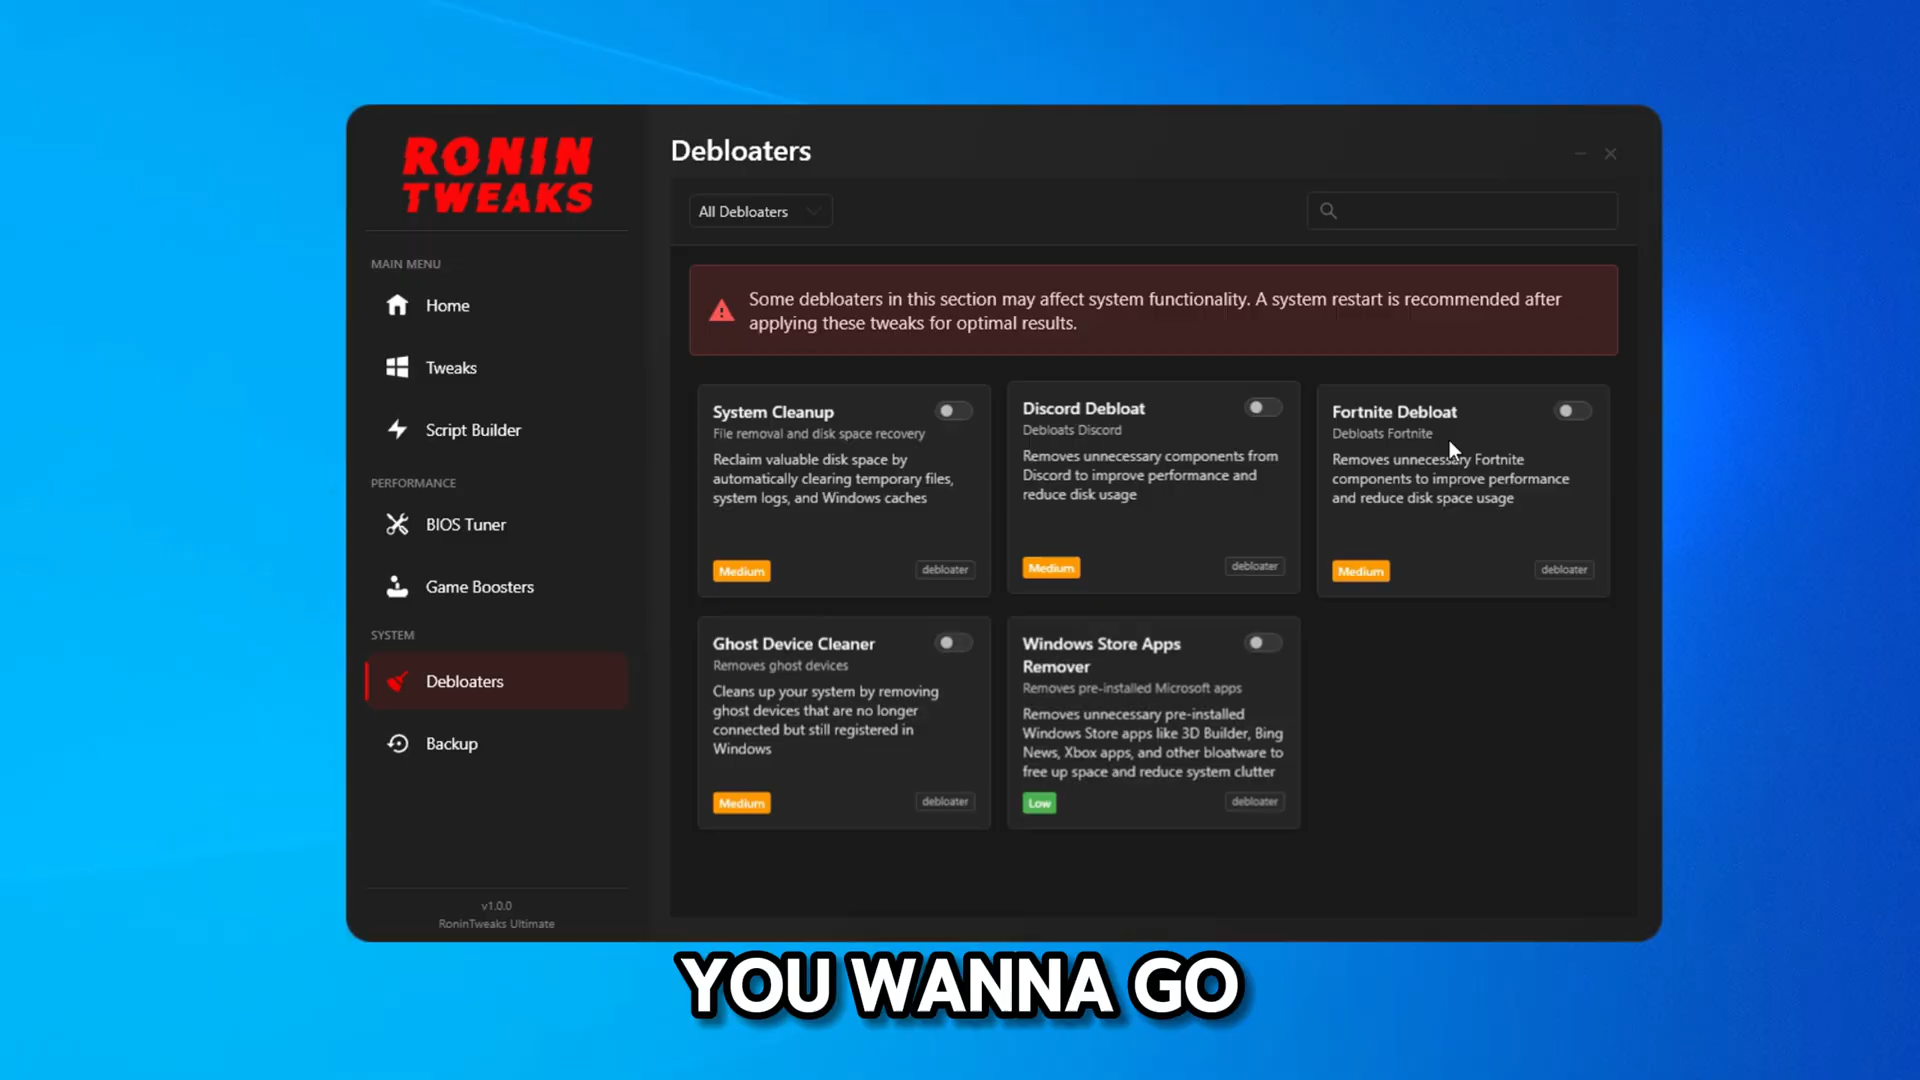 RONIN
TWEAKS
MAIN MENU
Home
Tweaks
Script Builder
PERFORMANCE
BIOS Tuner
Game Boosters
SYSTEM
Debloaters
Backup
v1.0.0
RoninTweaks Ultimate
Debloaters
All Debloaters
Some debloaters in this section may affect system functionality. A system restart is recommended after
applying these tweaks for optimal results.
System Cleanup
File removal and disk space recovery
Reclaim valuable disk space by
automatically clearing temporary files,
system logs, and Windows caches
Medium
debloater
Discord Debloat
Debloats Discord
Removes unnecessary components from
Discord to improve performance and
reduce disk usage
Medium
debloater
Fortnite Debloat
Debloats Fortnite
Removes unnecessary Fortnite
components to improve performance
and reduce disk space usage
Medium
debloater
Ghost Device Cleaner
Removes ghost devices
Cleans up your system by removing
ghost devices that are no longer
connected but still registered in
Windows
Medium
debloater
Windows Store Apps
Remover
Removes pre-installed Microsoft apps
Removes unnecessary pre-installed
Windows Store apps like 3D Builder, Bing
News, Xbox apps, and other bloatware to
free up space and reduce system clutter
Low
debloater
YOU WANNA GO